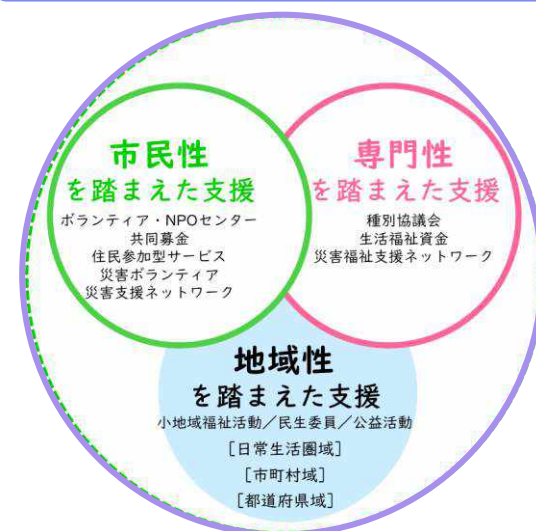 市民性
を踏まえた支援
ボランティア・NPOセンター
共同募金
住民参加型サービス
災害ボランティア
災害支援ネットワーク
専門性
を踏まえた支援
種別協議会
生活福祉資金
災害福祉支援ネットワーク
地域性
を踏まえた支援
小地域福祉活動／民生委員／公益活動
［日常生活圏域］
［市町村域］
［都道府県域］